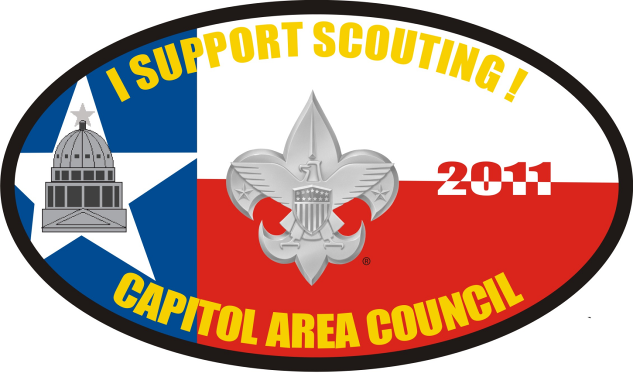 I SUPPORT SCOUTING !
2011
®
CAPITOL AREA COUNCIL